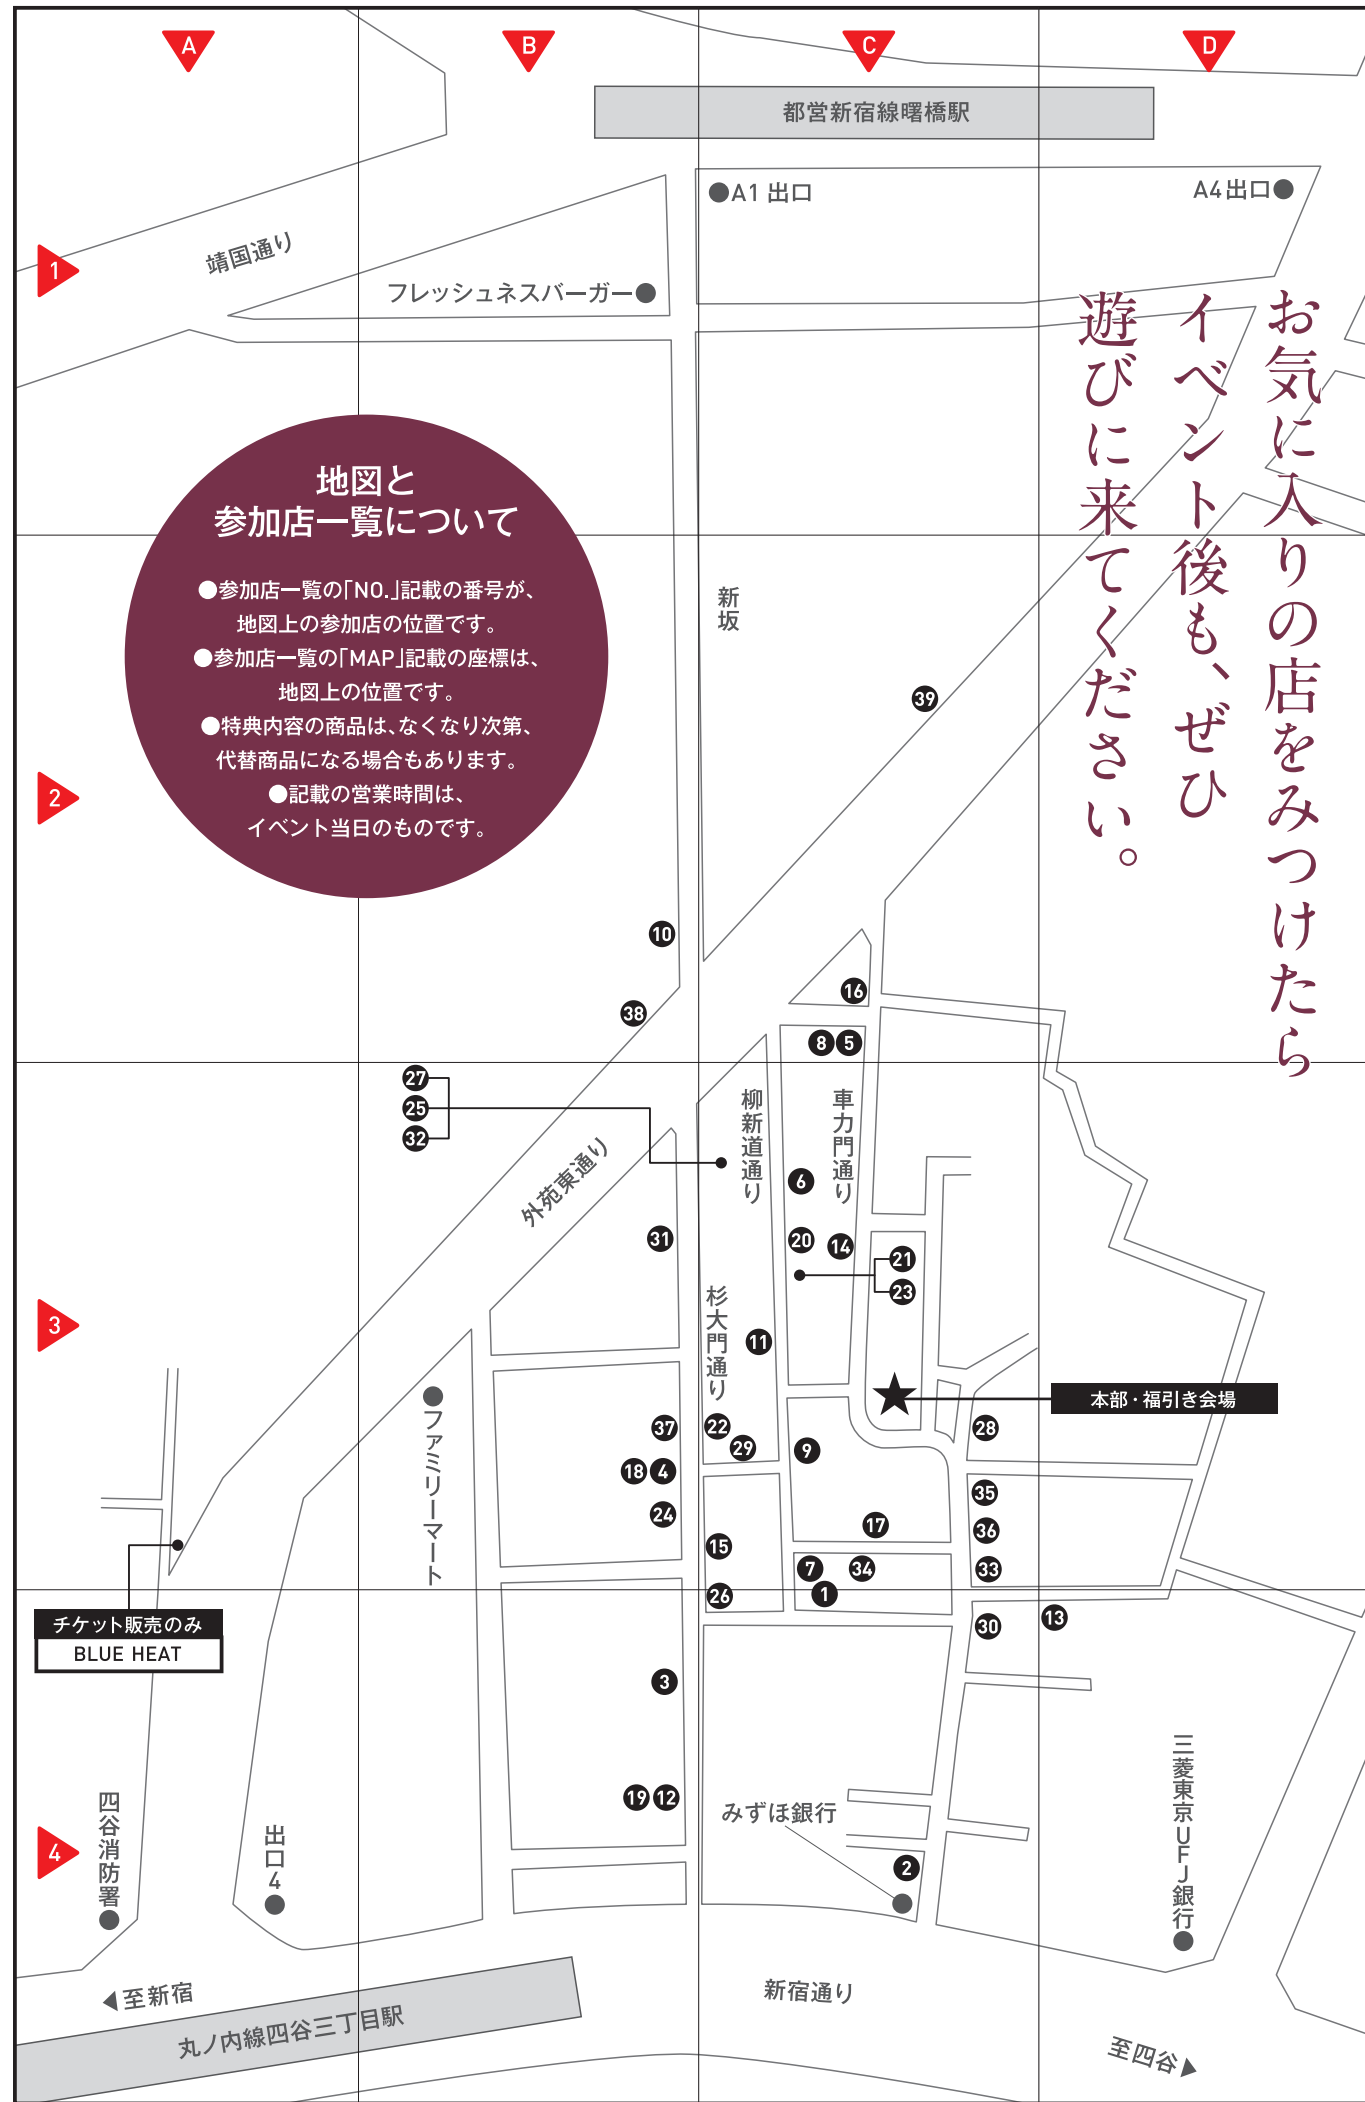 A
B
C
D
都営新宿線曙橋駅
A1 出口
A4 出口
1
靖国通り
フレッシュネスバーガー
お気に入りの店をみつけたら
イベント後も、ぜひ
遊びに来てください。
地図と
参加店一覧について
●参加店一覧の「NO.」記載の番号が、
地図上の参加店の位置です。
●参加店一覧の「MAP」記載の座標は、
地図上の位置です。
●特典内容の商品は、なくなり次第、
代替商品になる場合もあります。
●記載の営業時間は、
イベント当日のものです。
新坂
39
2
10
16
38
8
5
27
25
32
柳新道通り
車力門通り
外苑東通り
6
31
20
14
21
23
3
杉大門通り
11
本部・福引き会場
ファミリーマート
37
22
29
9
28
18
4
35
24
17
36
15
7
34
33
1
26
チケット販売のみ
BLUE HEAT
13
30
3
三菱東京UFJ銀行
19
12
みずほ銀行
四谷消防署
出口4
4
2
至新宿
新宿通り
丸ノ内線四谷三丁目駅
至四谷